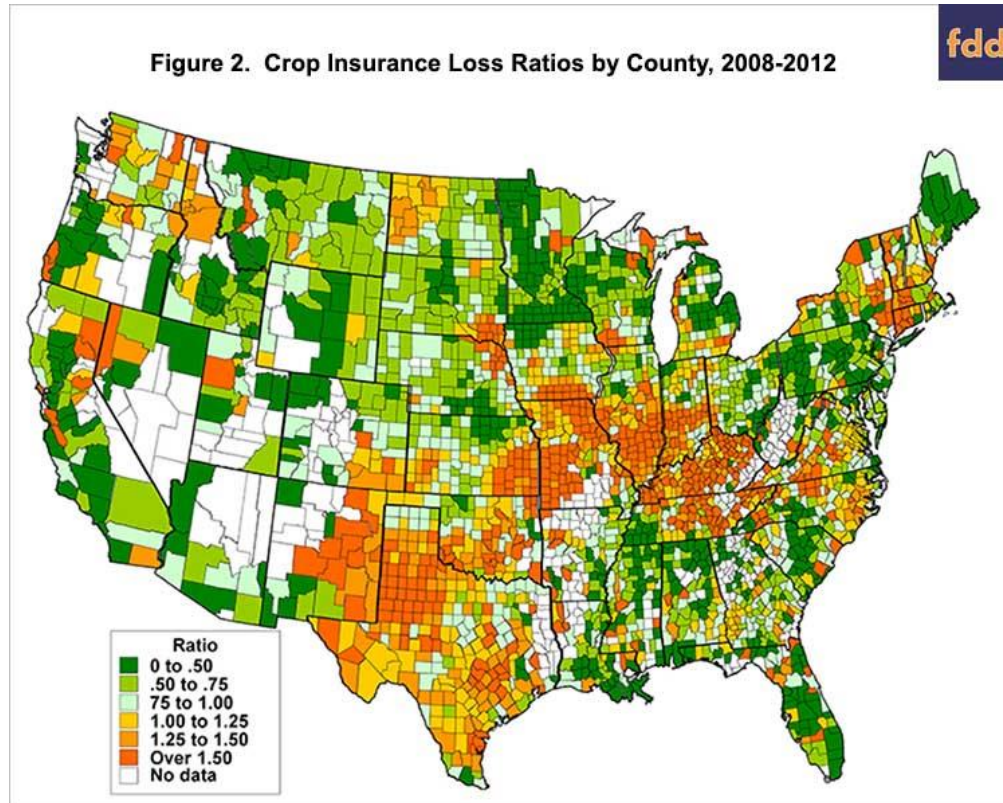 fdd
Figure 2. Crop Insurance Loss Ratios by County, 2008-2012
Ratio
0 to .50
.50 to .75
75 to 1.00
1.00 to 1.25
1.25 to 1.50
Over 1.50
No data